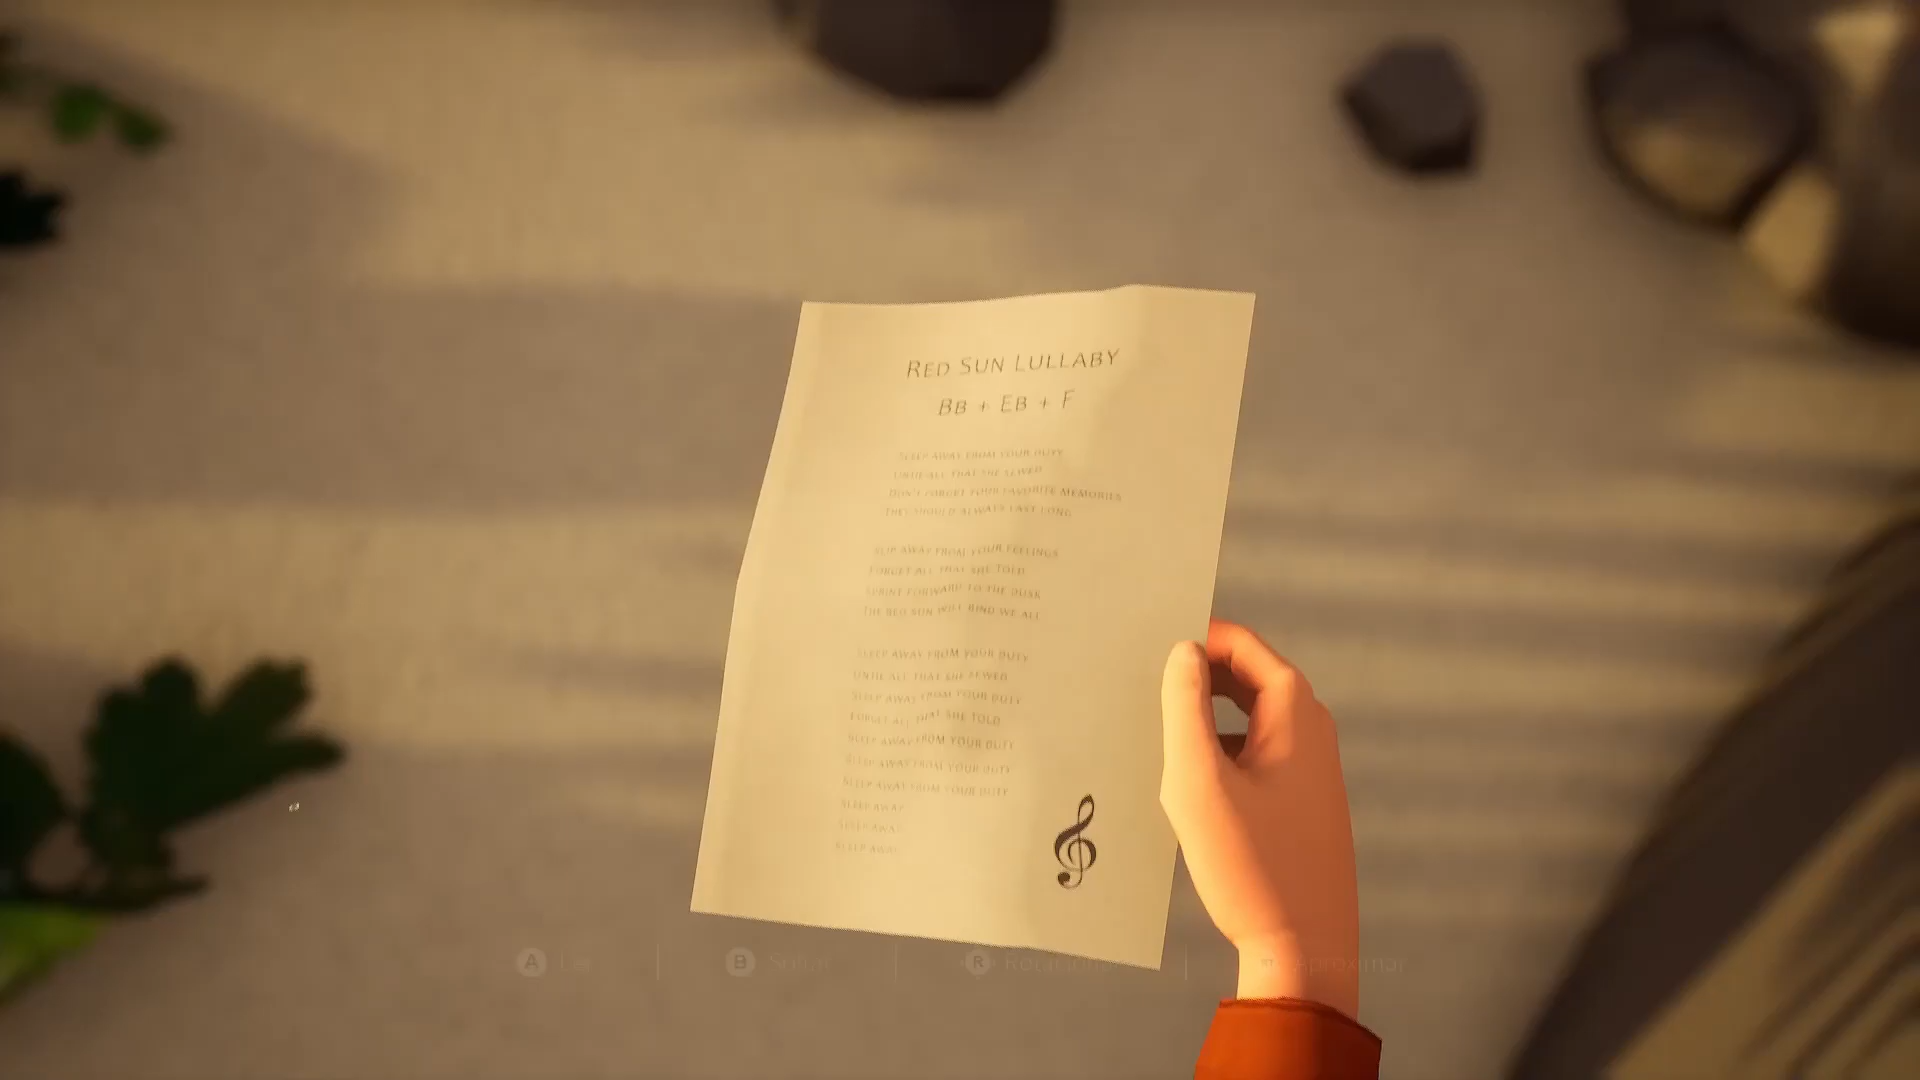 RED SUN LULLABY
BB + EB + F
SLEEP AWAY FROM YOUR DUTY
UNDE ALL THAT SHE SEWED
DON'T FORGET YOUR FAVORITE MEMORIES
THEY SHOULD ALWAYS LAST LONG
SLIP AWAY FROM YOUR FEELINGS
FORGET ALL THAT SHE TOLD
SPRINT FORWARD TO THE DUSK
THE RED SUN WILL BIND WE ALL
SLEEP AWAY FROM YOUR DUTY
UNDE ALL THAT SHE SEWED
SLEEP AWAY FROM YOUR DUTY
FORGET ALL THAT SHE TOLD
SLEEP AWAY FROM YOUR DUTY
SLEEP AWAY FROM YOUR DUTY
SLEEP AWAY FROM YOUR DUTY
SLEEP AWAY
SLEEP AWAY
SLEEP AWAY
A
B
R
Aproximar